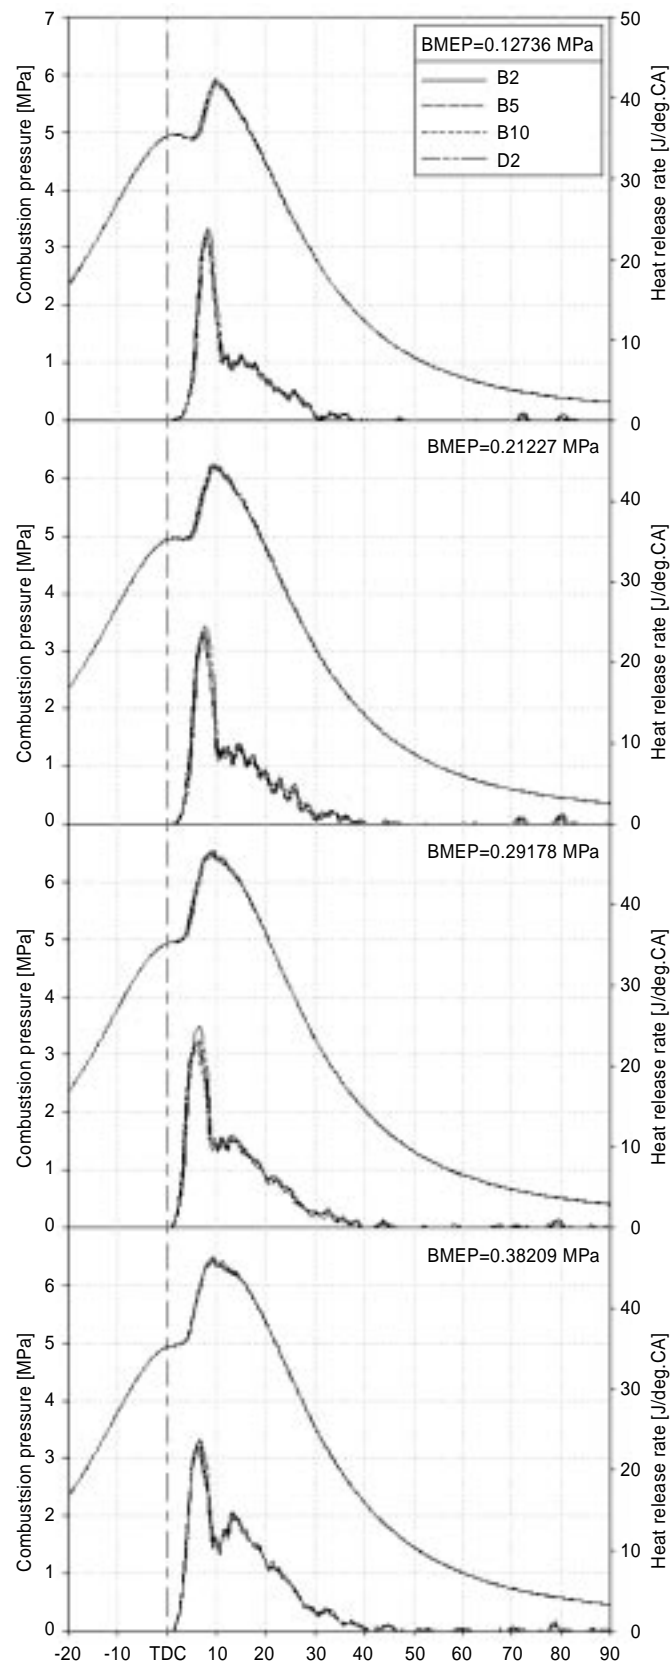 7
6
5
4
3
2
1
0
Combustsion pressure [MPa]
BMEP=0.12736 MPa
B2
B5
B10
D2
50
40
30
20
10
0
Heat release rate [J/deg.CA]
6
5
4
3
2
1
0
Combustsion pressure [MPa]
BMEP=0.21227 MPa
40
30
20
10
0
Heat release rate [J/deg.CA]
6
5
4
3
2
1
0
Combustsion pressure [MPa]
BMEP=0.29178 MPa
40
30
20
10
0
Heat release rate [J/deg.CA]
6
5
4
3
2
1
0
Combustsion pressure [MPa]
BMEP=0.38209 MPa
40
30
20
10
0
Heat release rate [J/deg.CA]
-20 -10 TDC 10 20 30 40 50 60 70 80 90